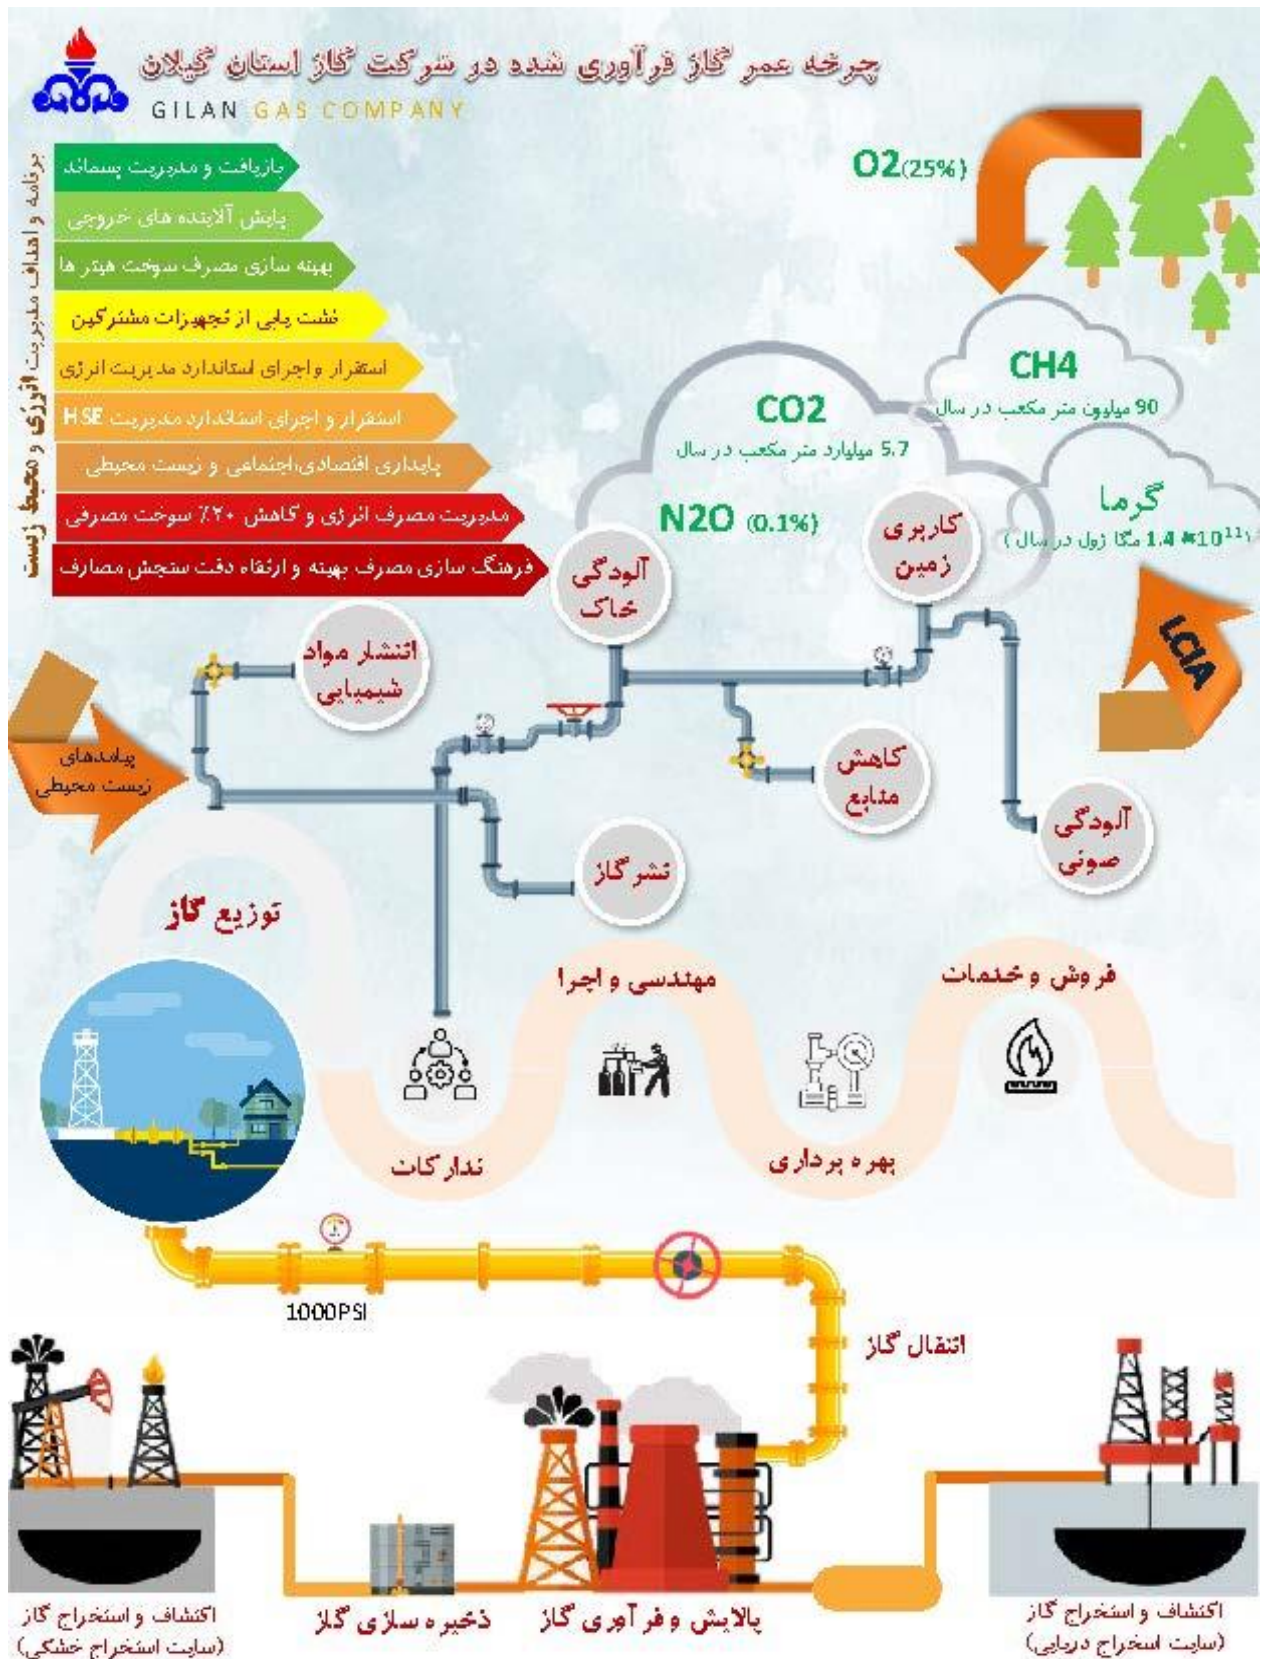 چرخه عمر گاز فرآوری شده در شرکت گاز استان گیلان
GILAN GAS COMPANY
برنامه و اهداف مدیریت انرژی و محیط زیست
بازیافت و مدیریت پسماند
پایش آلاینده های خروجی
بهینه سازی مصرف سوخت هیتر ها
نشت یابی از تجهیزات مشترکین
استقرار و اجرای استاندارد مدیریت انرژی
استقرار و اجرای استاندارد مدیریت HSE
پایداری اقتصادی،اجتماعی و زیست محیطی
مدیریت مصرف انرژی و کاهش ۲۰٪ سوخت مصرفی
فرهنگ سازی مصرف بهینه و ارتقاء دقت سنجش مصارف
O2(25%)
CH4
90 میلیون متر مکعب در سال
CO2
5.7 میلیارد متر مکعب در سال
N2O (0.1%)
گرما
(1.4 *10^11 مگا ژول در سال)
LCIA
کاربری
زمین
آلودگی
خاک
انتشار مواد
شیمیایی
پیامدهای
زیست محیطی
کاهش
منابع
آلودگی
صوتی
نشر گاز
توزیع گاز
مهندسی و اجرا
فروش و خدمات
تدارکات
بهره برداری
1000PSI
انتقال گاز
اکتشاف و استخراج گاز
(سایت استخراج خشکی)
ذخیره سازی گاز
پالایش و فرآوری گاز
اکتشاف و استخراج گاز
(سایت اسخراج دریایی)